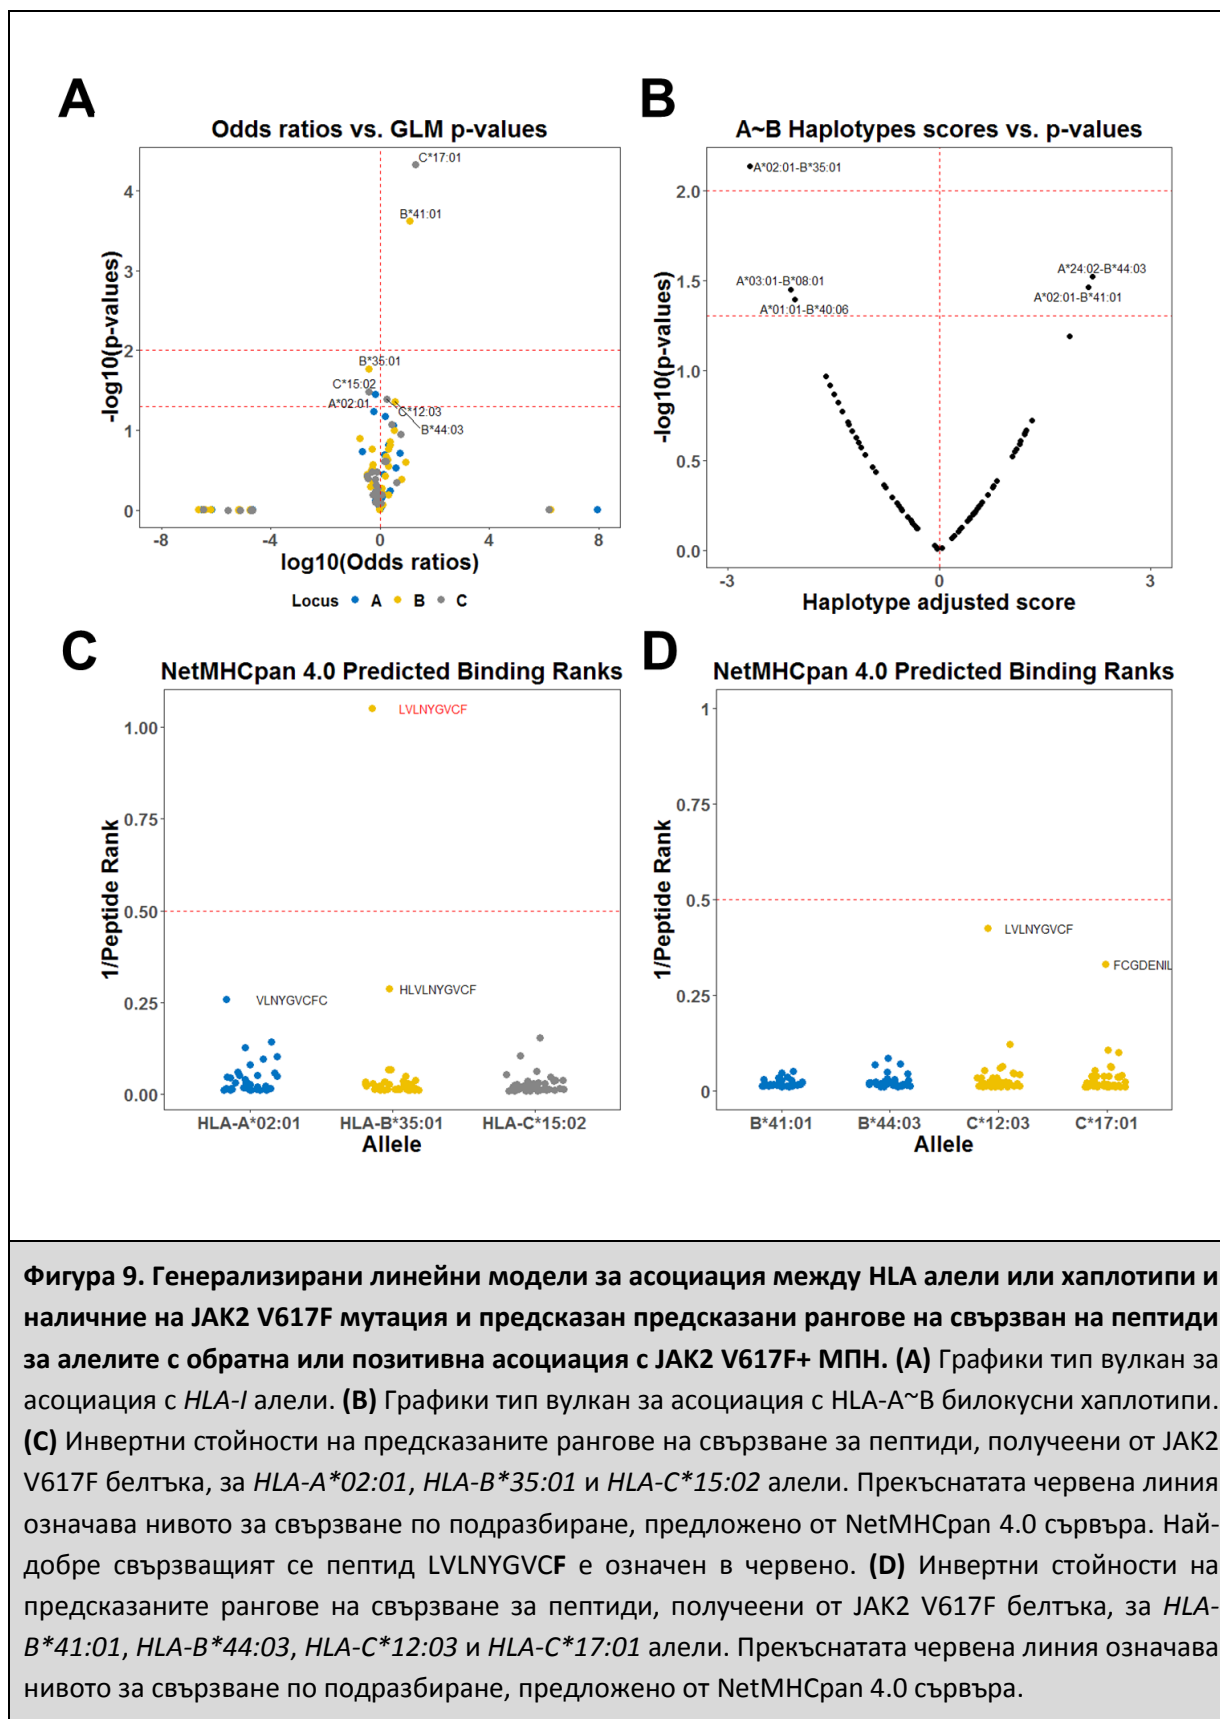 A
Odds ratios vs. GLM p-values
C*17:01
B*41:01
B*35:01
C*15:02
A*02:01
C*12:03
B*44:03
4
3
2
1
0
-log10(p-values)
-8
-4
0
4
8
log10(Odds ratios)
Locus A B C
B
A~B Haplotypes scores vs. p-values
A*02:01-B*35:01
A*24:02-B*44:03
A*03:01-B*08:01
A*02:01-B*41:01
A*01:01-B*40:06
2.0
1.5
1.0
0.5
0.0
-log10(p-values)
-3
0
3
Haplotype adjusted score
C
NetMHCpan 4.0 Predicted Binding Ranks
LVLNYGVCF
VLNYGVCFC
HLVLNYGVCF
1.00
0.75
0.50
0.25
0.00
1/Peptide Rank
HLA-A*02:01
HLA-B*35:01
HLA-C*15:02
Allele
D
NetMHCpan 4.0 Predicted Binding Ranks
LVLNYGVCF
FCGDENIL
1
0.75
0.5
0.25
0
1/Peptide Rank
B*41:01
B*44:03
C*12:03
C*17:01
Allele
Фигура 9. Генерализирани линейни модели за асоциация между HLA алели или хаплотипи и
наличние на JAK2 V617F мутация и предсказан предсказани рангове на свързван на пептиди
за алелите с обратна или позитивна асоциация с JAK2 V617F+ МПН. (A) Графики тип вулкан за
асоциация с HLA-I алели. (B) Графики тип вулкан за асоциация с HLA-A~B билокусни хаплотипи.
(C) Инвертни стойности на предсказаните рангове на свързване за пептиди, получеени от JAK2
V617F белтъка, за HLA-A*02:01, HLA-B*35:01 и HLA-C*15:02 алели. Прекъснатата червена линия
означава нивото за свързване по подразбиране, предложено от NetMHCpan 4.0 сървъра. Най-
добре свързващият се пептид LVLNYGVCF е означен в червено. (D) Инвертни стойности на
предсказаните рангове на свързване за пептиди, получеени от JAK2 V617F белтъка, за HLA-
B*41:01, HLA-B*44:03, HLA-C*12:03 и HLA-C*17:01 алели. Прекъснатата червена линия означава
нивото за свързване по подразбиране, предложено от NetMHCpan 4.0 сървъра.